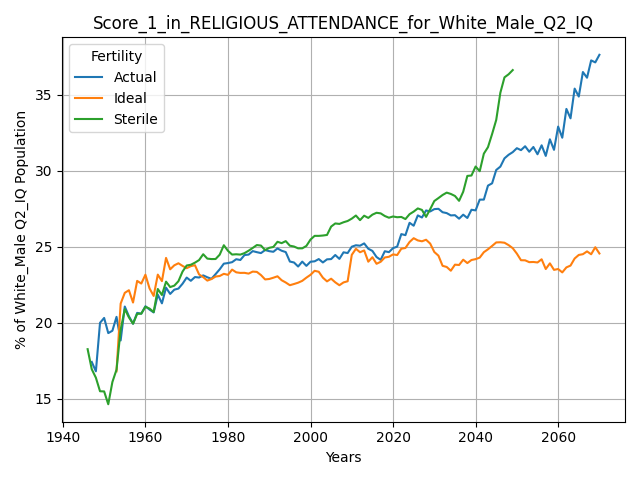 Score_1_in_RELIGIOUS_ATTENDANCE_for_White_Male_Q2_IQ
Fertility
Actual
Ideal
Sterile
% of White_Male Q2_IQ Population
35
30
25
20
15
1940 1960 1980 2000 2020 2040 2060
Years